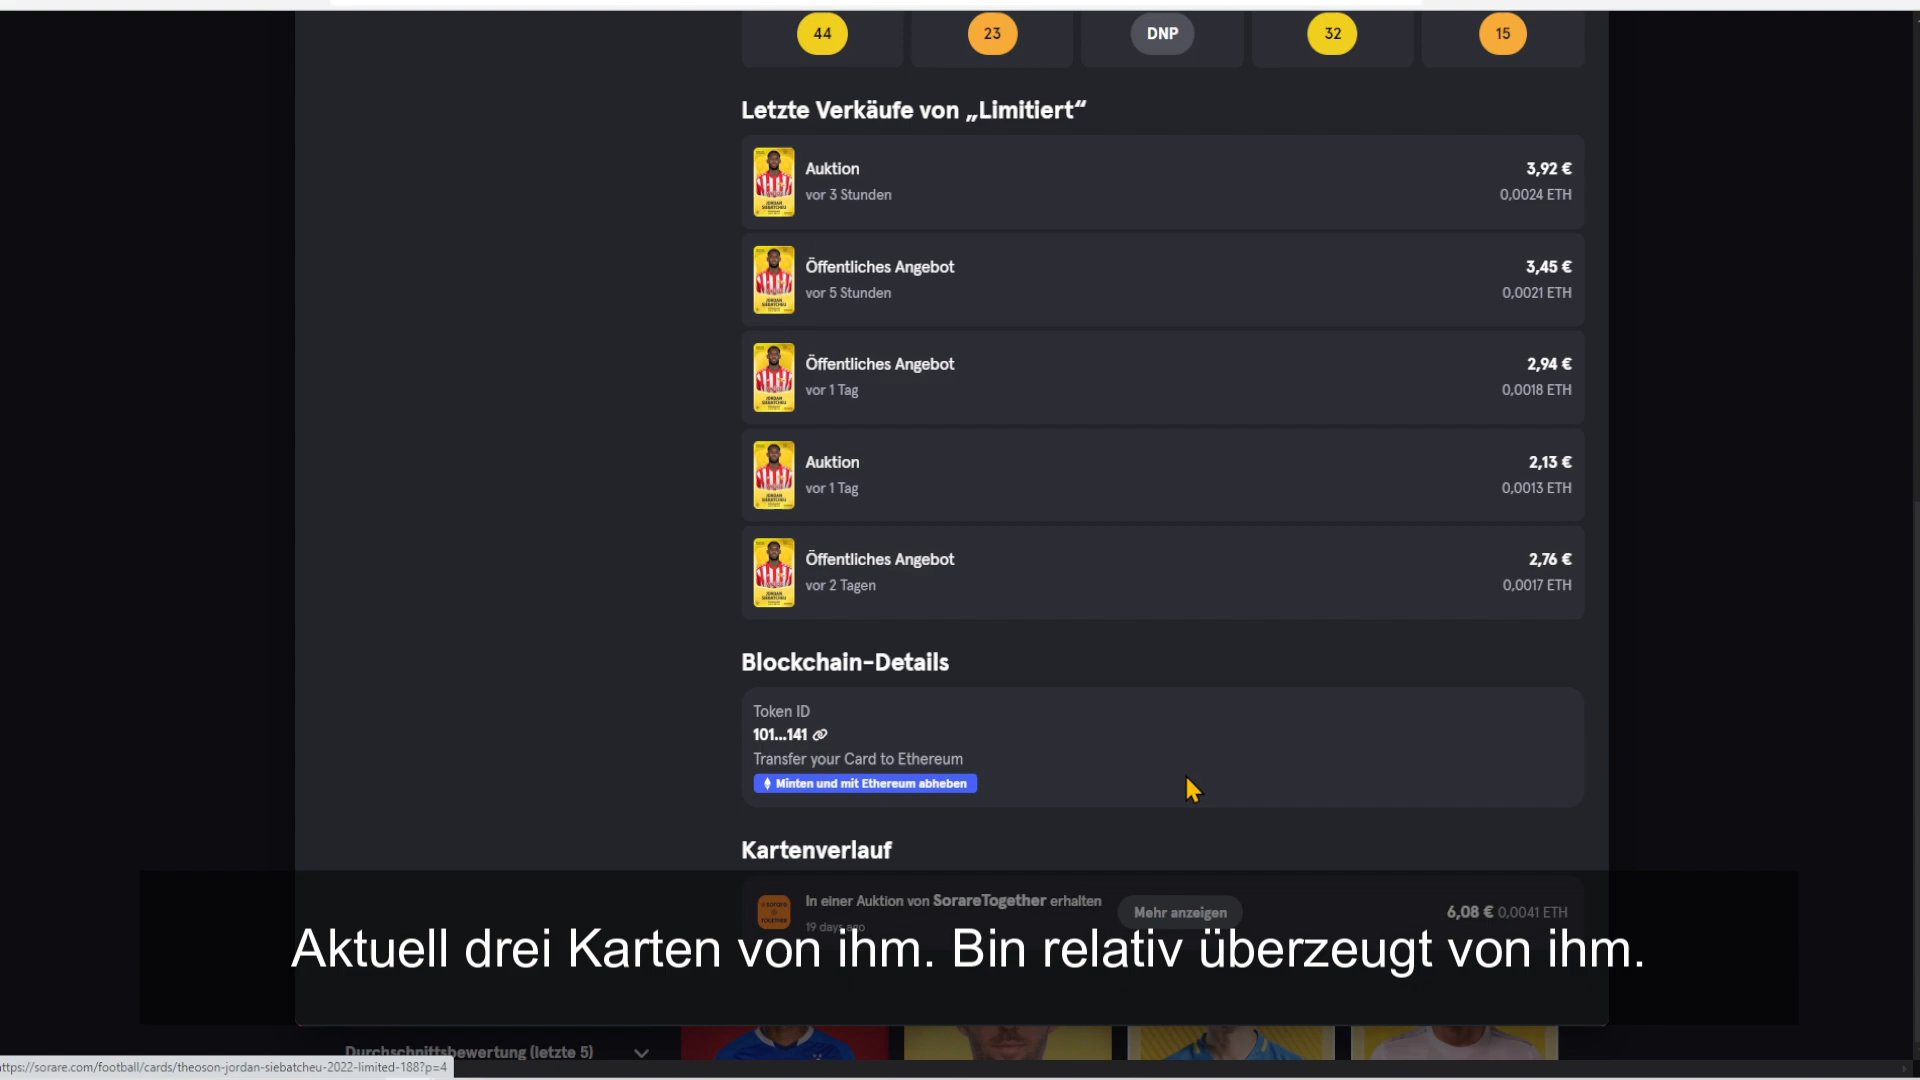 44
23
DNP
32
15
Letzte Verkäufe von „Limitiert“
Auktion
3,92 €
vor 3 Stunden
0,0024 ETH
Öffentliches Angebot
3,45 €
vor 5 Stunden
0,0021 ETH
Öffentliches Angebot
2,94 €
vor 1 Tag
0,0018 ETH
Auktion
2,13 €
vor 1 Tag
0,0013 ETH
Öffentliches Angebot
2,76 €
vor 2 Tagen
0,0017 ETH
Blockchain-Details
Token ID
101...141
Transfer your Card to Ethereum
Minten und mit Ethereum abheben
Kartenverlauf
In einer Auktion von SorareTogether erhalten
19 days ago
Mehr anzeigen
6,08 € 0,0041 ETH
Aktuell drei Karten von ihm. Bin relativ überzeugt von ihm.
Durchschnittsbewertung (letzte 5)
ttps://sorare.com/football/cards/theoson-jordan-siebatcheu-2022-limited-188?p=4